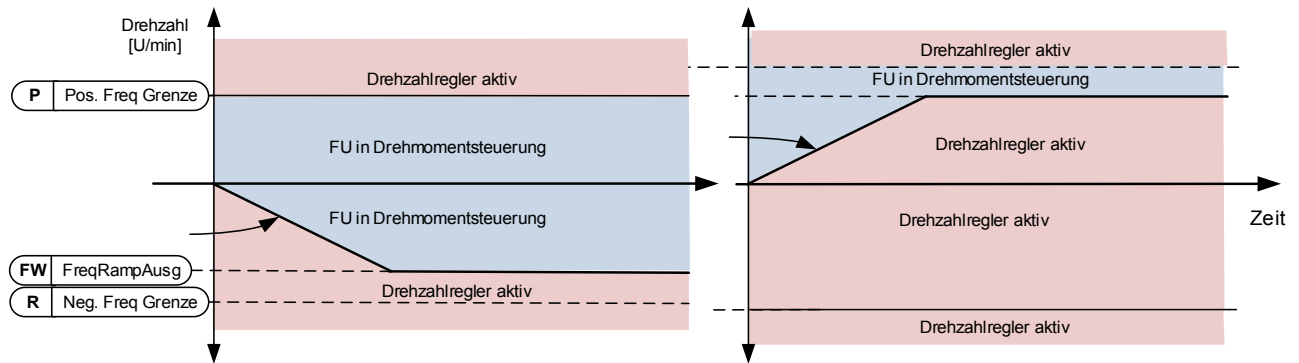 Drehzahl
[U/min]
Drehzahlregler aktiv
P Pos. Freq Grenze
FU in Drehmomentsteuerung
FU in Drehmomentsteuerung
FW FreqRampAusg
Drehzahlregler aktiv
R Neg. Freq Grenze
Drehzahlregler aktiv
FU in Drehmomentsteuerung
Drehzahlregler aktiv
Drehzahlregler aktiv
Zeit
Drehzahlregler aktiv